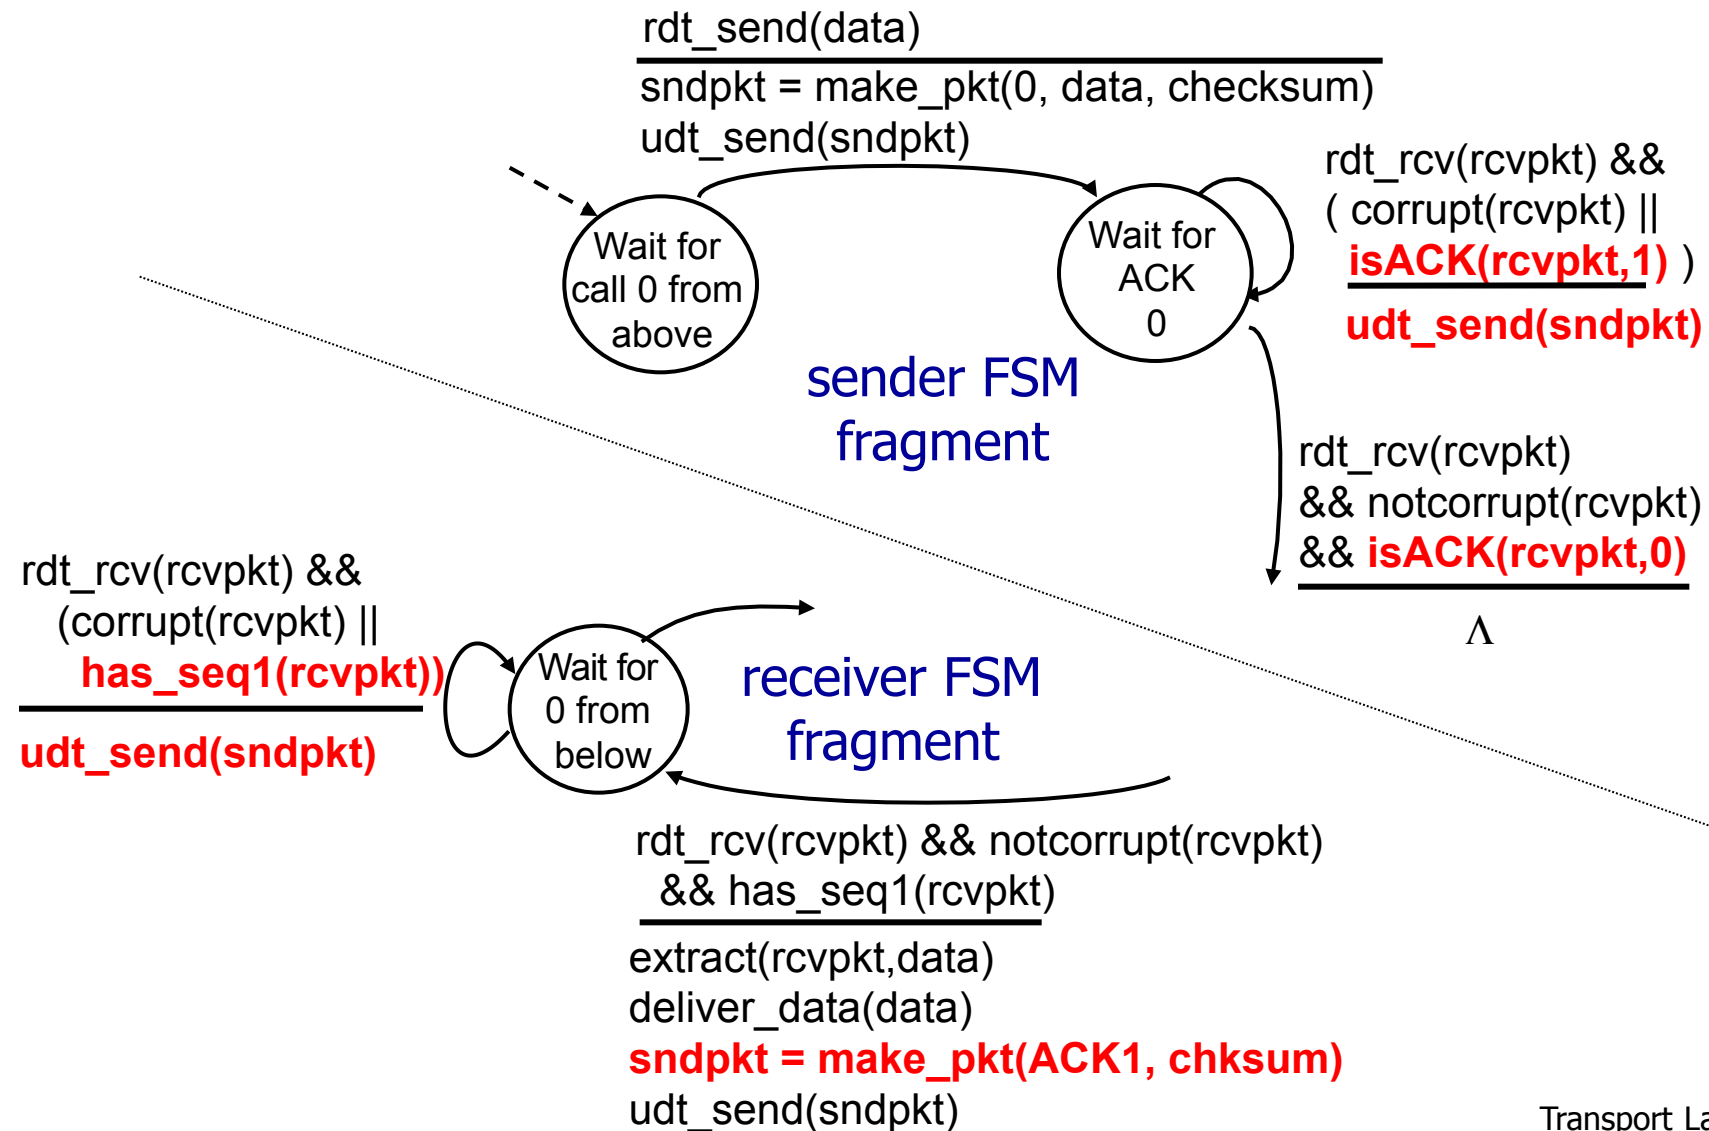 rdt_send(data)
sndpkt = make_pkt(0, data, checksum)
udt_send(sndpkt)
rdt_rcv(rcvpkt) &&
( corrupt(rcvpkt) ||
isACK(rcvpkt,1) )
udt_send(sndpkt)
Wait for
call 0 from
above
Wait for
ACK
0
sender FSM
fragment
rdt_rcv(rcvpkt)
&& notcorrupt(rcvpkt)
&& isACK(rcvpkt,0)
Λ
rdt_rcv(rcvpkt) &&
(corrupt(rcvpkt) ||
has_seq1(rcvpkt))
udt_send(sndpkt)
Wait for
0 from
below
receiver FSM
fragment
rdt_rcv(rcvpkt) && notcorrupt(rcvpkt)
&& has_seq1(rcvpkt)
extract(rcvpkt,data)
deliver_data(data)
sndpkt = make_pkt(ACK1, chksum)
udt_send(sndpkt)
Transport La